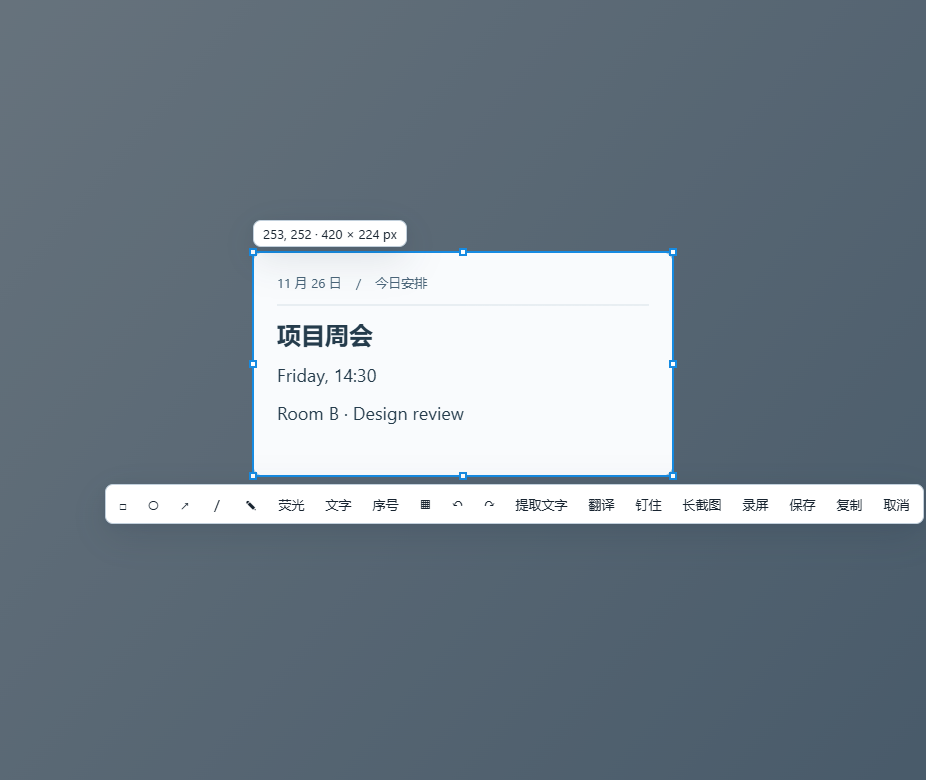 253, 252 · 420 × 224 px
11 月 26 日 / 今日安排
项目周会
Friday, 14:30
Room B · Design review
荧光 文字 序号 提取文字 翻译 钉住 长截图 录屏 保存 复制 取消